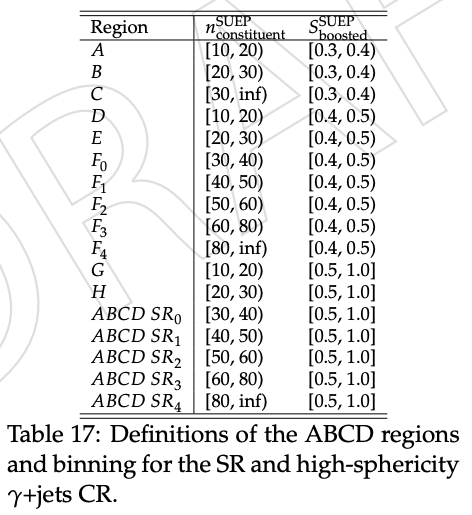 Region n^SUEP_constituent S^SUEP_boosted
A [10, 20) [0.3, 0.4)
B [20, 30) [0.3, 0.4)
C [30, inf) [0.3, 0.4)
D [10, 20) [0.4, 0.5)
E [20, 30) [0.4, 0.5)
F₀ [30, 40) [0.4, 0.5)
F₁ [40, 50) [0.4, 0.5)
F₂ [50, 60) [0.4, 0.5)
F₃ [60, 80) [0.4, 0.5)
F₄ [80, inf) [0.4, 0.5)
G [10, 20) [0.5, 1.0]
H [20, 30) [0.5, 1.0]
ABCD SR₀ [30, 40) [0.5, 1.0]
ABCD SR₁ [40, 50) [0.5, 1.0]
ABCD SR₂ [50, 60) [0.5, 1.0]
ABCD SR₃ [60, 80) [0.5, 1.0]
ABCD SR₄ [80, inf) [0.5, 1.0]
Table 17: Definitions of the ABCD regions
and binning for the SR and high-sphericity
γ+jets CR.